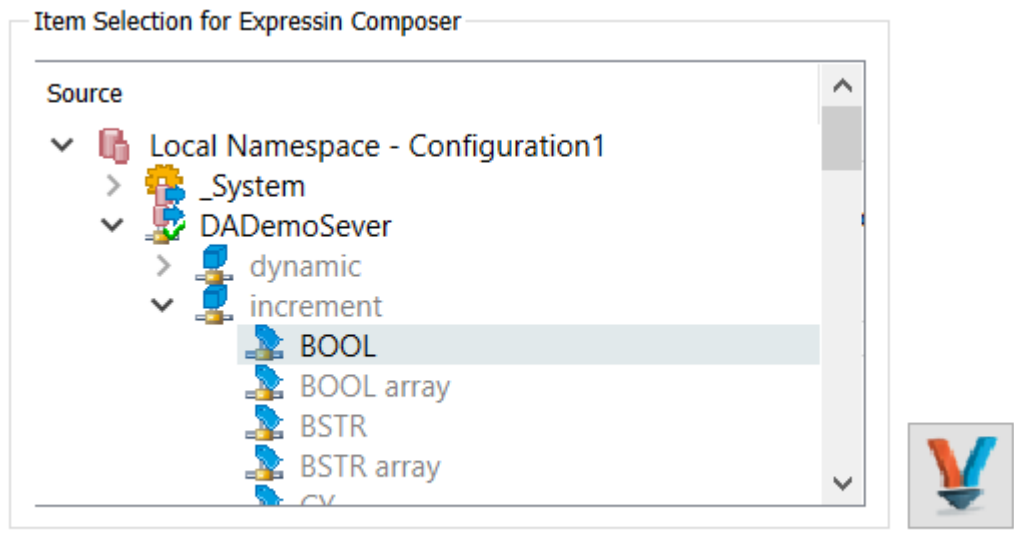 Item Selection for Expressin Composer
Source
Local Namespace - Configuration1
_System
DADemoSever
dynamic
increment
BOOL
BOOL array
BSTR
BSTR array